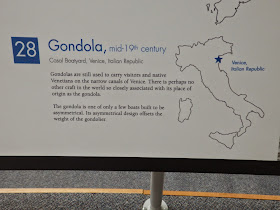 28
Gondola, mid-19th century
Casal Boatyard, Venice, Italian Republic
Gondolas are still used to carry visitors and native
Venetians on the narrow canals of Venice. There is perhaps no
other craft in the world so closely associated with its place of
origin as the gondola.
The gondola is one of only a few boats built to be
asymmetrical. Its asymmetrical design offsets the
weight of the gondolier.
Venice,
Italian Republic